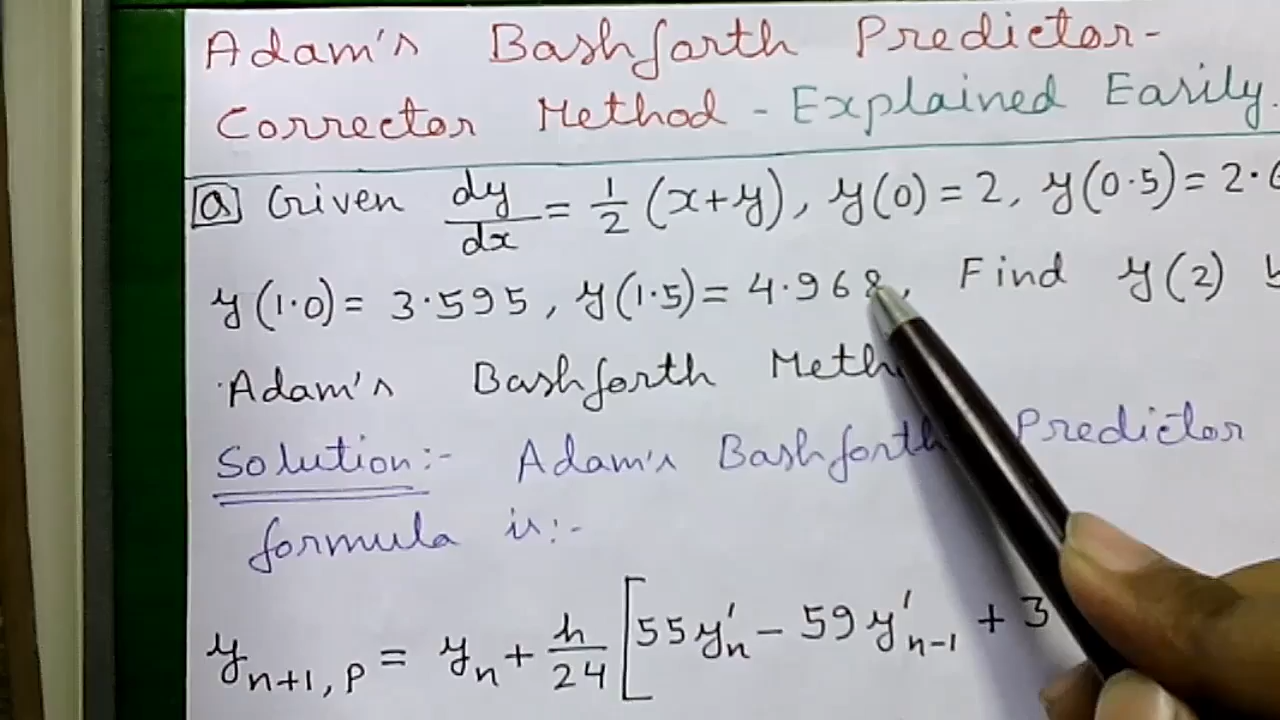 Adam's Bashforth Predictor-
Corrector Method - Explained Earily.
a Given dy/dx = 1/2 (x+y), y(0) = 2, y(0.5) = 2.6
y(1.0) = 3.595, y(1.5) = 4.968, Find y(2)
Adam's Bashforth
Solution:- Adam's Bashforth Predictor
formula is:-
y_{n+1, P} = y_n + h/24 [55y'_n - 59y'_{n-1} + 3